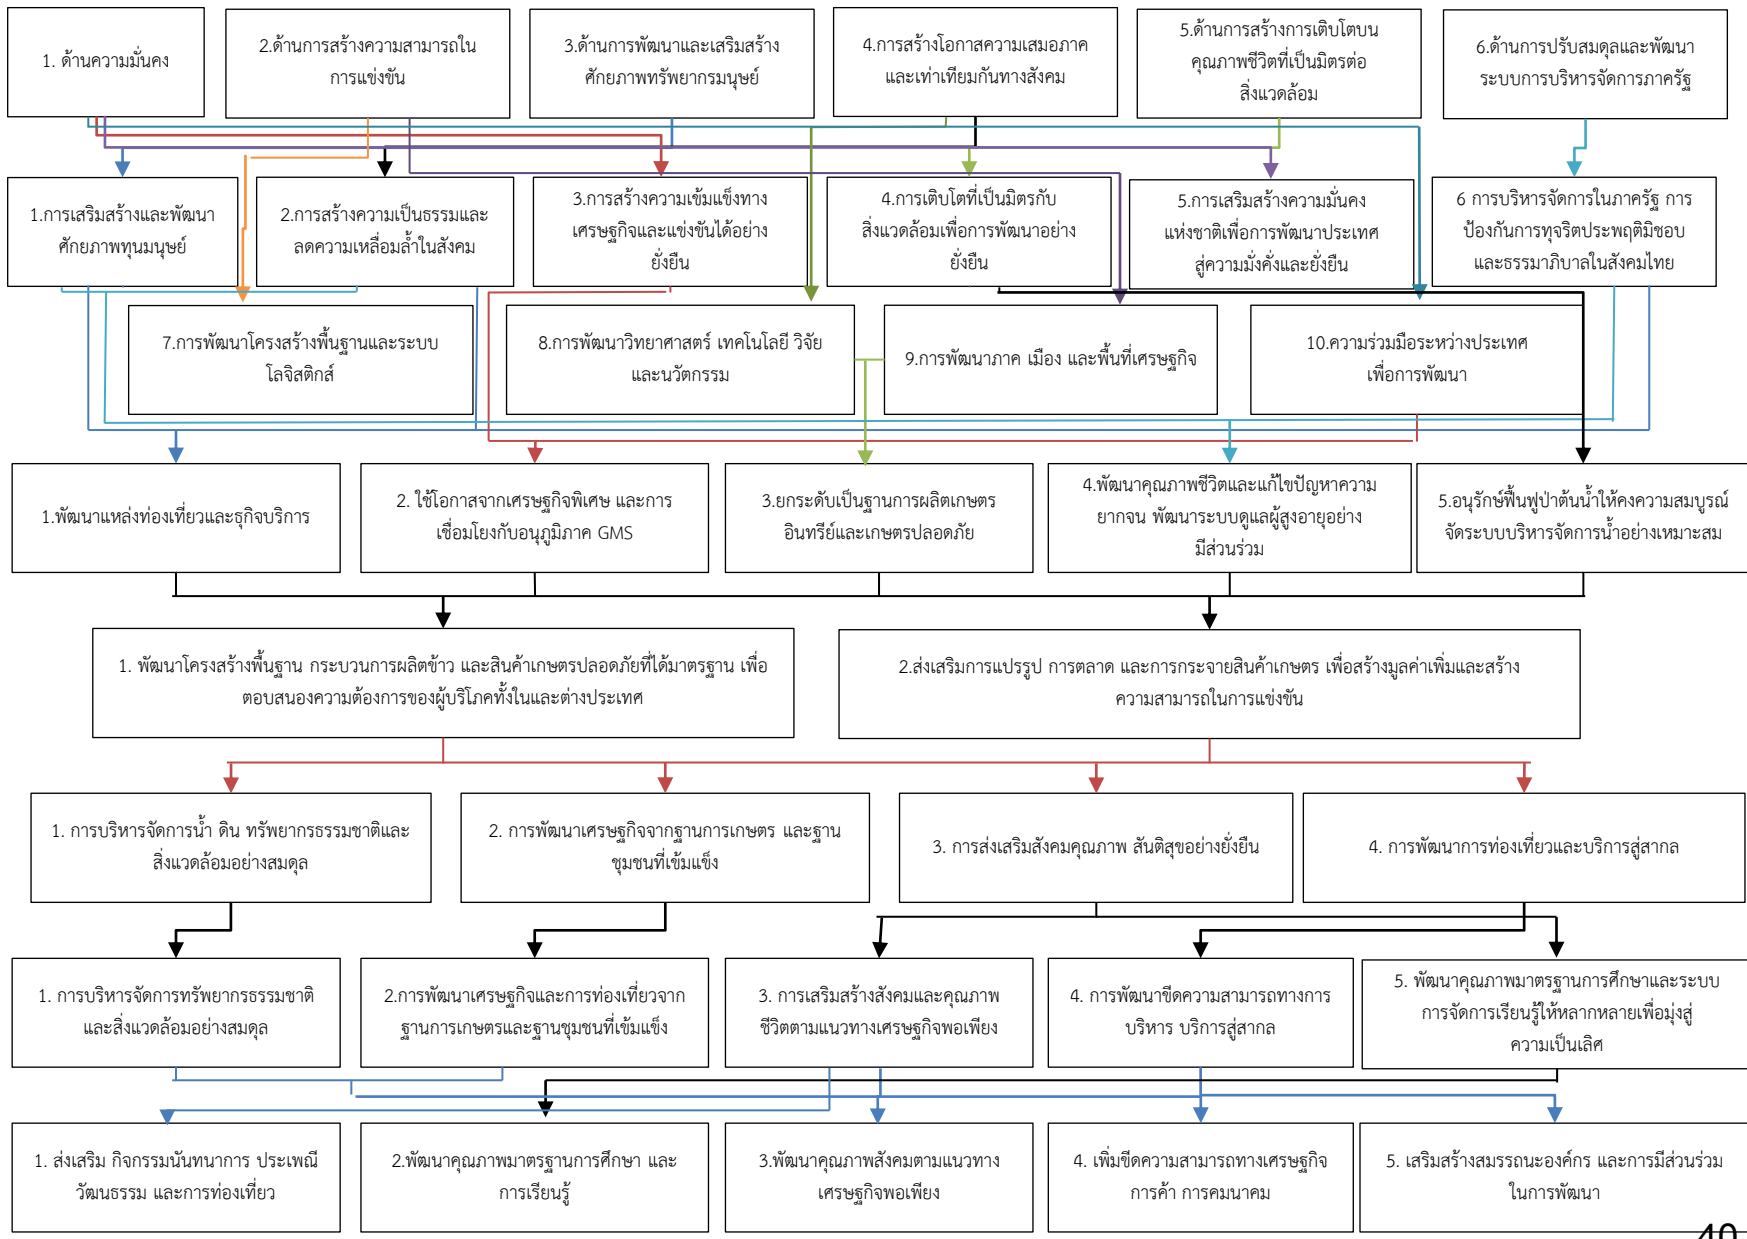 1. ด้านความมั่นคง
2.ด้านการสร้างความสามารถใน
การแข่งขัน
3.ด้านการพัฒนาและเสริมสร้าง
ศักยภาพทรัพยากรมนุษย์
4.การสร้างโอกาสความเสมอภาค
และเท่าเทียมกันทางสังคม
5.ด้านการสร้างการเติบโตบน
คุณภาพชีวิตที่เป็นมิตรต่อ
สิ่งแวดล้อม
6.ด้านการปรับสมดุลและพัฒนา
ระบบการบริหารจัดการภาครัฐ
1.การเสริมสร้างและพัฒนา
ศักยภาพทุนมนุษย์
2.การสร้างความเป็นธรรมและ
ลดความเหลื่อมล้ำในสังคม
3.การสร้างความเข้มแข็งทาง
เศรษฐกิจและแข่งขันได้อย่าง
ยั่งยืน
4.การเติบโตที่เป็นมิตรกับ
สิ่งแวดล้อมเพื่อการพัฒนาอย่าง
ยั่งยืน
5.การเสริมสร้างความมั่นคง
แห่งชาติเพื่อการพัฒนาประเทศ
สู่ความมั่งคั่งและยั่งยืน
6 การบริหารจัดการในภาครัฐ การ
ป้องกันการทุจริตประพฤติมิชอบ
และธรรมาภิบาลในสังคมไทย
7.การพัฒนาโครงสร้างพื้นฐานและระบบ
โลจิสติกส์
8.การพัฒนาวิทยาศาสตร์ เทคโนโลยี วิจัย
และนวัตกรรม
9.การพัฒนาภาค เมือง และพื้นที่เศรษฐกิจ
10.ความร่วมมือระหว่างประเทศ
เพื่อการพัฒนา
1.พัฒนาแหล่งท่องเที่ยวและธุกิจบริการ
2. ใช้โอกาสจากเศรษฐกิจพิเศษ และการ
เชื่อมโยงกับอนุภูมิภาค GMS
3.ยกระดับเป็นฐานการผลิตเกษตร
อินทรีย์และเกษตรปลอดภัย
4.พัฒนาคุณภาพชีวิตและแก้ไขปัญหาความ
ยากจน พัฒนาระบบดูแลผู้สูงอายุอย่าง
มีส่วนร่วม
5.อนุรักษ์ฟื้นฟูป่าต้นน้ำให้คงความสมบูรณ์
จัดระบบบริหารจัดการน้ำอย่างเหมาะสม
1. พัฒนาโครงสร้างพื้นฐาน กระบวนการผลิตข้าว และสินค้าเกษตรปลอดภัยที่ได้มาตรฐาน เพื่อ
ตอบสนองความต้องการของผู้บริโภคทั้งในและต่างประเทศ
2.ส่งเสริมการแปรรูป การตลาด และการกระจายสินค้าเกษตร เพื่อสร้างมูลค่าเพิ่มและสร้าง
ความสามารถในการแข่งขัน
1. การบริหารจัดการน้ำ ดิน ทรัพยากรธรรมชาติและ
สิ่งแวดล้อมอย่างสมดุล
2. การพัฒนาเศรษฐกิจจากฐานการเกษตร และฐาน
ชุมชนที่เข้มแข็ง
3. การส่งเสริมสังคมคุณภาพ สันติสุขอย่างยั่งยืน
4. การพัฒนาการท่องเที่ยวและบริการสู่สากล
1. การบริหารจัดการทรัพยากรธรรมชาติ
และสิ่งแวดล้อมอย่างสมดุล
2.การพัฒนาเศรษฐกิจและการท่องเที่ยวจาก
ฐานการเกษตรและฐานชุมชนที่เข้มแข็ง
3. การเสริมสร้างสังคมและคุณภาพ
ชีวิตตามแนวทางเศรษฐกิจพอเพียง
4. การพัฒนาขีดความสามารถทางการ
บริหาร บริการสู่สากล
5. พัฒนาคุณภาพมาตรฐานการศึกษาและระบบ
การจัดการเรียนรู้ให้หลากหลายเพื่อมุ่งสู่
ความเป็นเลิศ
1. ส่งเสริม กิจกรรมนันทนาการ ประเพณี
วัฒนธรรม และการท่องเที่ยว
2.พัฒนาคุณภาพมาตรฐานการศึกษา และ
การเรียนรู้
3.พัฒนาคุณภาพสังคมตามแนวทาง
เศรษฐกิจพอเพียง
4. เพิ่มขีดความสามารถทางเศรษฐกิจ
การค้า การคมนาคม
5. เสริมสร้างสมรรถนะองค์กร และการมีส่วนร่วม
ในการพัฒนา